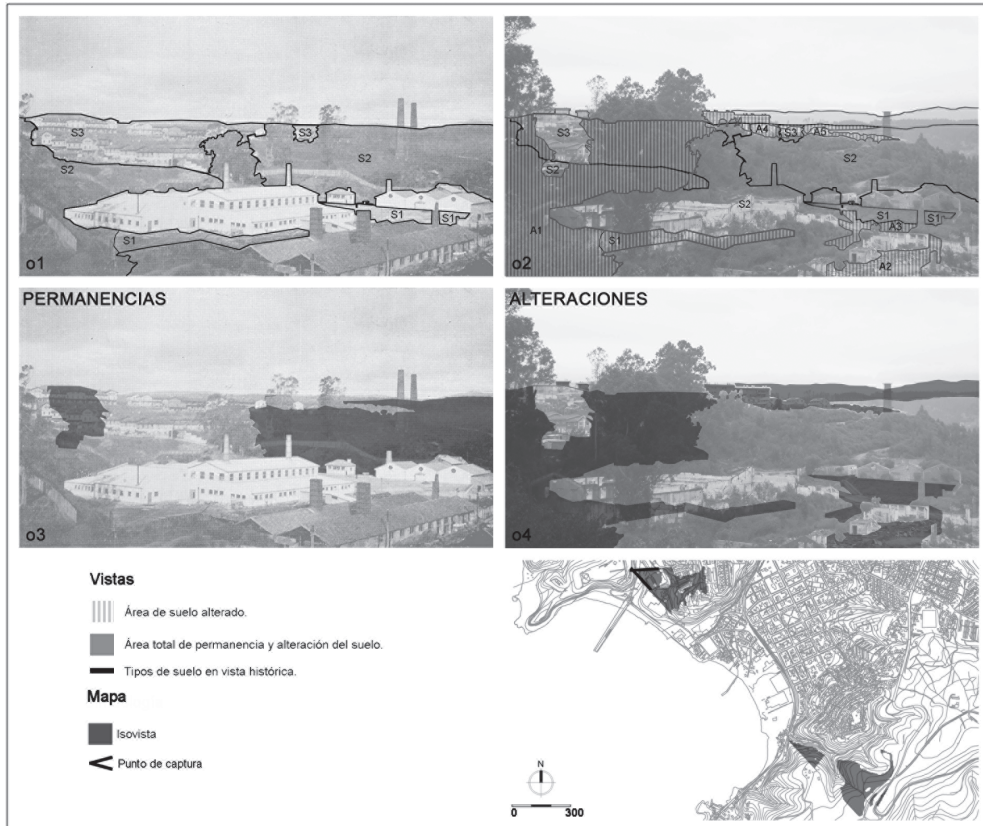 S3
S3
S2
S2
S1
S1
S1
o1
S3
A4
S3
A5
S2
S2
S2
A1
S1
S1
S1
A3
A2
o2
PERMANENCIAS
o3
ALTERACIONES
o4
Vistas
Área de suelo alterado.
Área total de permanencia y alteración del suelo.
Tipos de suelo en vista histórica.
Mapa
Isovista
Punto de captura
N
0 300